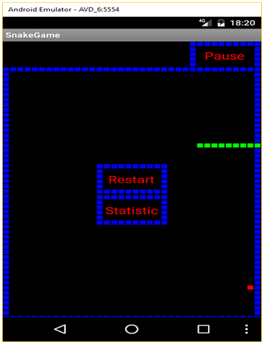 Android Emulator - AVD_6:5554
4G 18:20
SnakeGame
Pause
Restart
Statistic